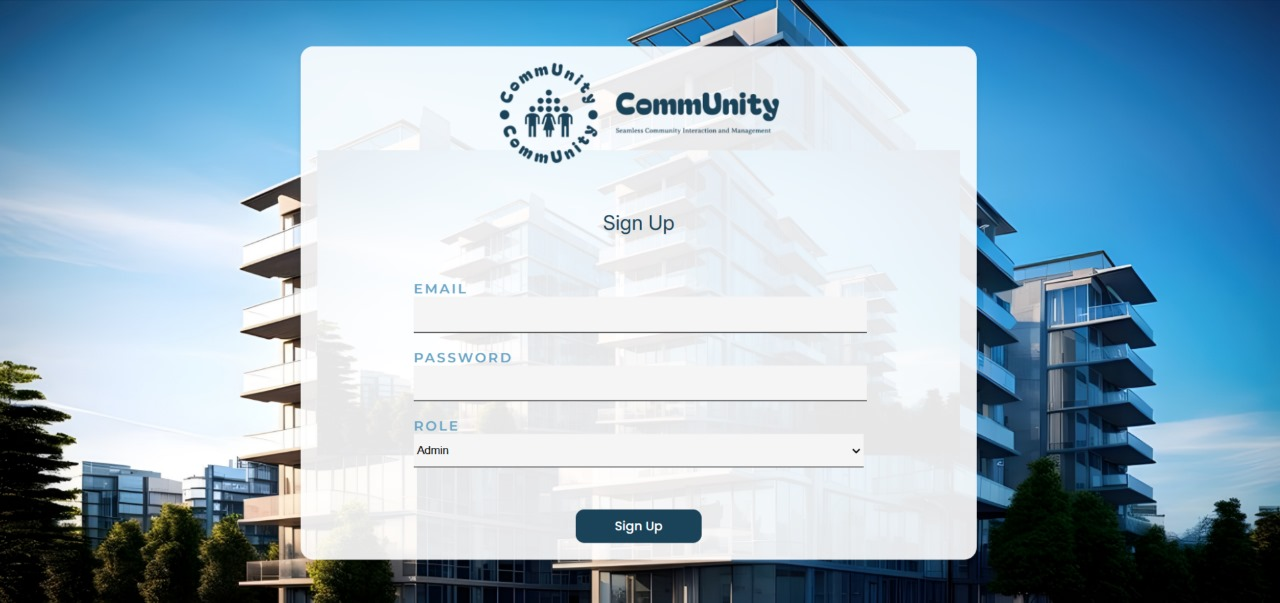 CommUnity
CommUnity
CommUnity
Seamless Community Interaction and Management
Sign Up
EMAIL
PASSWORD
ROLE
Admin
Sign Up